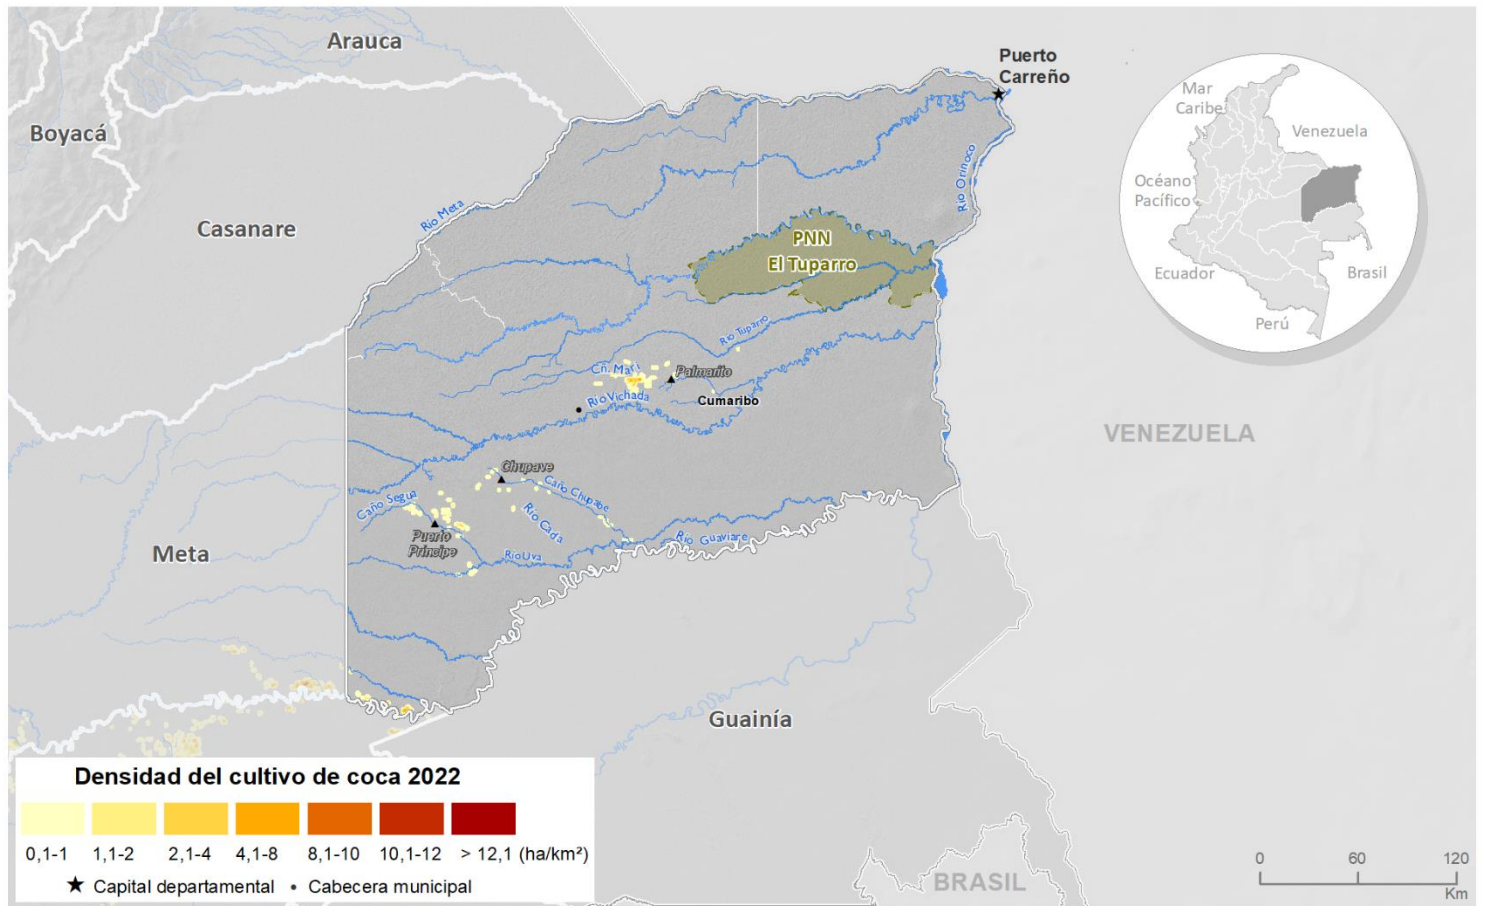 Arauca
Puerto
Carreño
Boyacá
Mar
Caribe
Venezuela
Océano
Pacífico
Ecuador
Brasil
Perú
Río Meta
Río Orinoco
Casanare
PNN
El Tuparro
Río Tuparro
Palmarito
Río Vichada
Cumaribo
VENEZUELA
Chupave
Caño Segua
Caño Chupabe
Río Cada
Puerto
Príncipe
Río Uva
Río Guaviare
Meta
Guainía
BRASIL
Densidad del cultivo de coca 2022
0,1-1 1,1-2 2,1-4 4,1-8 8,1-10 10,1-12 > 12,1 (ha/km²)
★ Capital departamental • Cabecera municipal
0 60 120
Km